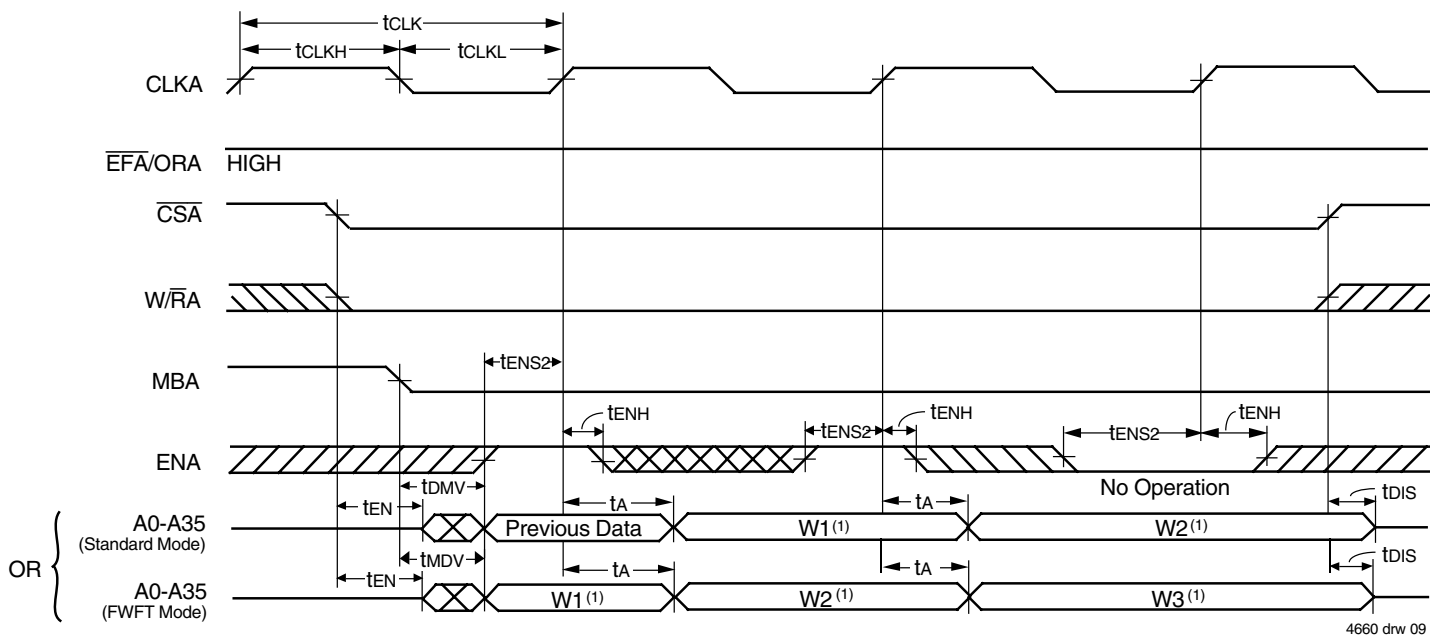 tCLK
tCLKH tCLKL
CLKA
EFA/ORA HIGH
CSA
W/RA
tENS2
MBA
tENH tENS2 tENH tENS2 tENH
ENA
No Operation
tDMV
tEN tA tA tDIS
A0-A35 Previous Data W1(1) W2(1)
(Standard Mode)
OR
tMDV
tEN tA tA tDIS
A0-A35 W1(1) W2(1) W3(1)
(FWFT Mode)
4660 drw 09